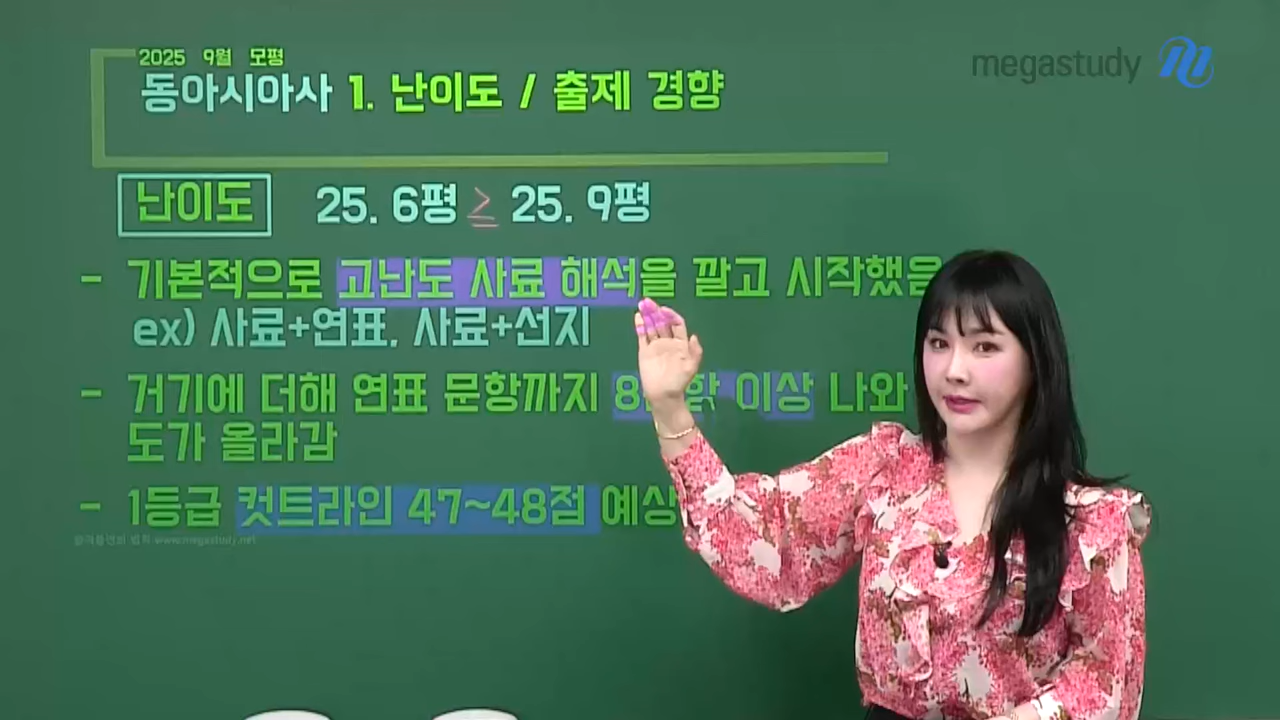 2025 9월 모평
동아시아사 1. 난이도 / 출제 경향
megastudy
난이도 25. 6평 ≥ 25. 9평
- 기본적으로 고난도 사료 해석을 깔고 시작했음
ex) 사료+연표, 사료+선지
- 거기에 더해 연표 문항까지 8 이상 나와
도가 올라감
- 1등급 컷트라인 47~48점 예상
www.megastudy.net